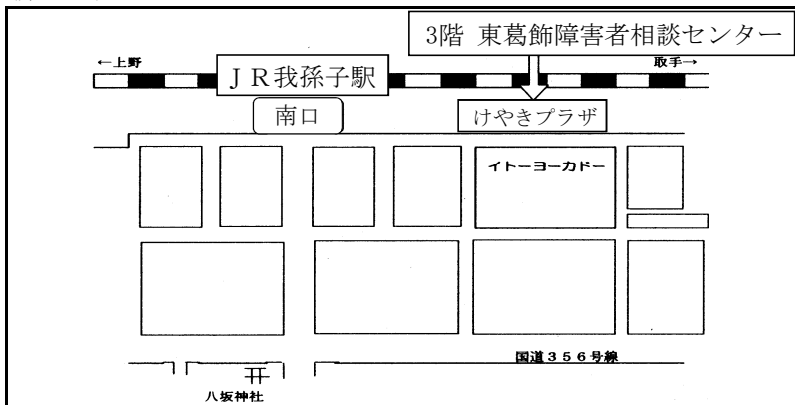 3階 東葛飾障害者相談センター
←上野
取手→
JR我孫子駅
南口
けやきプラザ
イトーヨーカドー
国道356号線
八坂神社